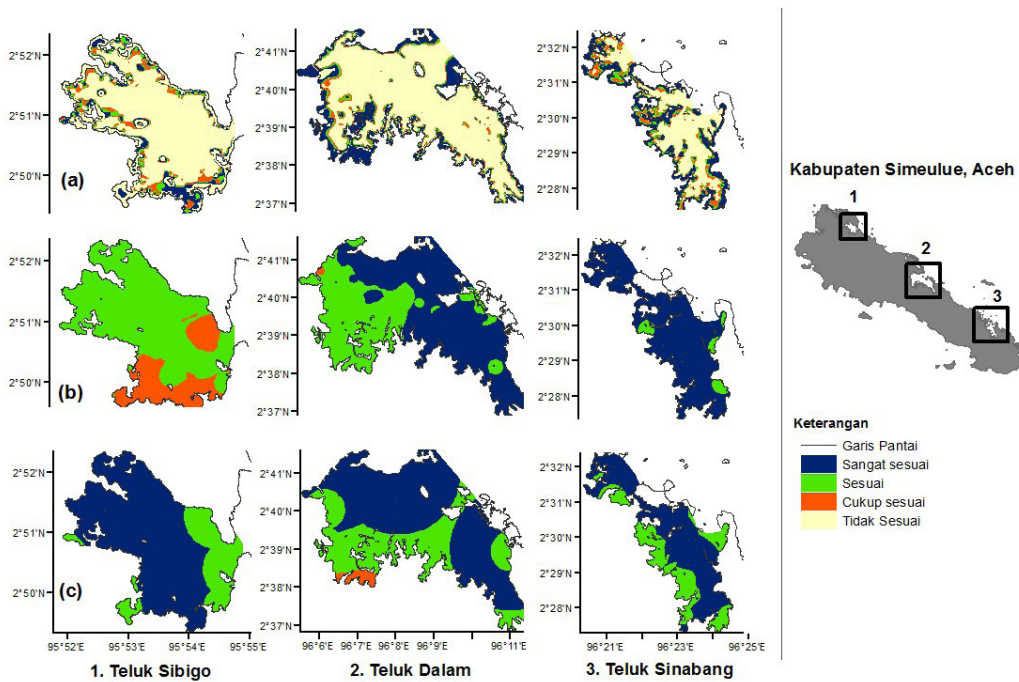 2°52'N
2°51'N
2°50'N
(a)
2°41'N
2°40'N
2°39'N
2°38'N
2°37'N
2°32'N
2°31'N
2°30'N
2°29'N
2°28'N
2°52'N
2°51'N
2°50'N
(b)
2°41'N
2°40'N
2°39'N
2°38'N
2°37'N
2°32'N
2°31'N
2°30'N
2°29'N
2°28'N
2°52'N
2°51'N
2°50'N
(c)
2°41'N
2°40'N
2°39'N
2°38'N
2°37'N
2°32'N
2°31'N
2°30'N
2°29'N
2°28'N
95°52'E 95°53'E 95°54'E 95°55'E
96°6'E 96°7'E 96°8'E 96°9'E 96°11'E
96°21'E 96°23'E 96°25'E
1. Teluk Sibigo
2. Teluk Dalam
3. Teluk Sinabang
Kabupaten Simeulue, Aceh
1
2
3
Keterangan
Garis Pantai
Sangat sesuai
Sesuai
Cukup sesuai
Tidak Sesuai